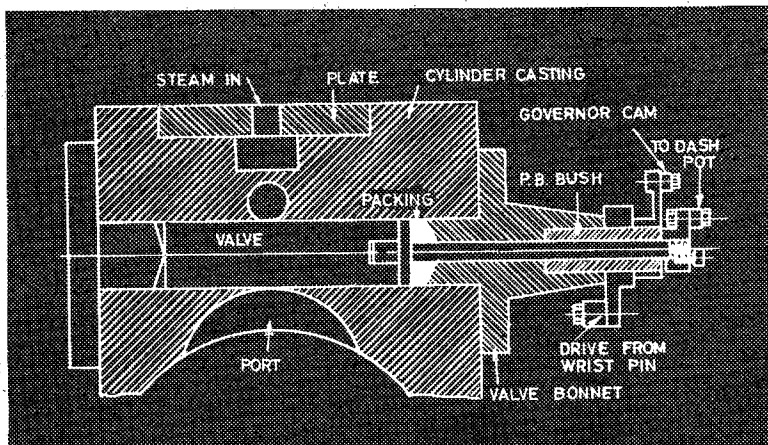 STEAM IN
PLATE
CYLINDER CASTING
GOVERNOR CAM
TO DASH
POT
P.B. BUSH
PACKING
VALVE
PORT
DRIVE FROM
WRIST PIN
VALVE BONNET